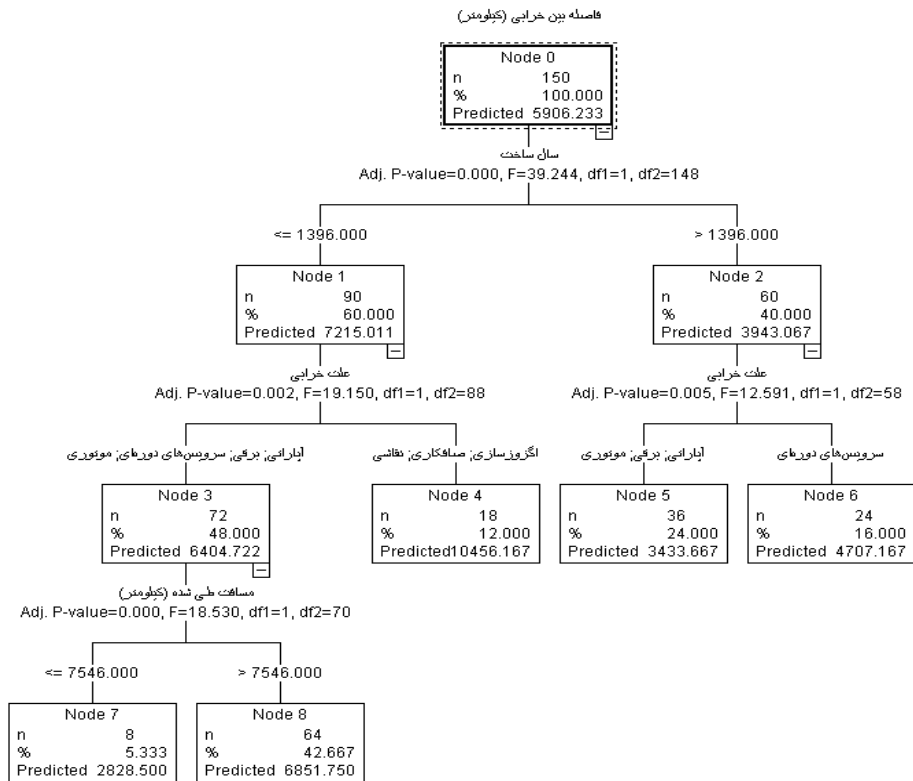 فاصله بین خرابی (کیلومتر)
Node 0
n 150
% 100.000
Predicted 5906.233
سال ساخت
Adj. P-value=0.000, F=39.244, df1=1, df2=148
<= 1396.000
> 1396.000
Node 1
n 90
% 60.000
Predicted 7215.011
Node 2
n 60
% 40.000
Predicted 3943.067
علت خرابی
Adj. P-value=0.002, F=19.150, df1=1, df2=88
علت خرابی
Adj. P-value=0.005, F=12.591, df1=1, df2=58
آپاراتی; برقی; سرویس‌های دوره‌ای; موتوری
اگزوزسازی; صافکاری; نقاشی
آپاراتی; برقی; موتوری
سرویس‌های دوره‌ای
Node 3
n 72
% 48.000
Predicted 6404.722
Node 4
n 18
% 12.000
Predicted10456.167
Node 5
n 36
% 24.000
Predicted 3433.667
Node 6
n 24
% 16.000
Predicted 4707.167
مسافت طی شده (کیلومتر)
Adj. P-value=0.000, F=18.530, df1=1, df2=70
<= 7546.000
> 7546.000
Node 7
n 8
% 5.333
Predicted 2828.500
Node 8
n 64
% 42.667
Predicted 6851.750